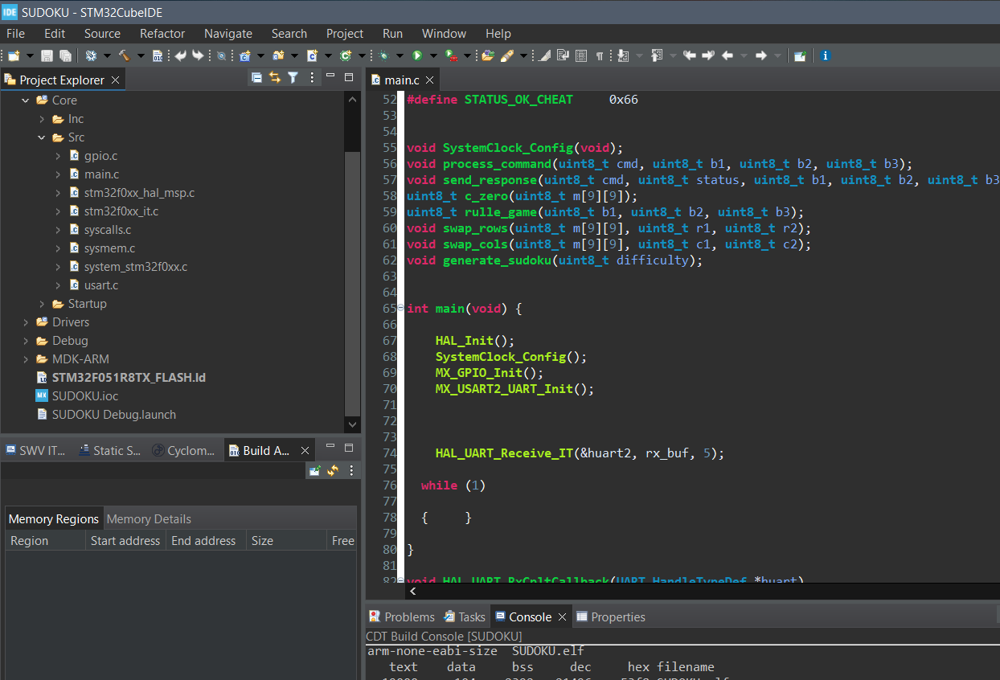 SUDOKU - STM32CubeIDE
File Edit Source Refactor Navigate Search Project Run Window Help
Project Explorer
Core
Inc
Src
gpio.c
main.c
stm32f0xx_hal_msp.c
stm32f0xx_it.c
syscalls.c
sysmem.c
system_stm32f0xx.c
usart.c
Startup
Drivers
Debug
MDK-ARM
STM32F051R8TX_FLASH.ld
SUDOKU.ioc
SUDOKU Debug.launch
SWV IT... Static S... Cyclom... Build A...
Memory Regions Memory Details
Region Start address End address Size Free
main.c
52 #define STATUS_OK_CHEAT 0x66
53
54
55 void SystemClock_Config(void);
56 void process_command(uint8_t cmd, uint8_t b1, uint8_t b2, uint8_t b3);
57 void send_response(uint8_t cmd, uint8_t status, uint8_t b1, uint8_t b2, uint8_t b3
58 uint8_t c_zero(uint8_t m[9][9]);
59 uint8_t rulle_game(uint8_t b1, uint8_t b2, uint8_t b3);
60 void swap_rows(uint8_t m[9][9], uint8_t r1, uint8_t r2);
61 void swap_cols(uint8_t m[9][9], uint8_t c1, uint8_t c2);
62 void generate_sudoku(uint8_t difficulty);
63
64
65 int main(void) {
66
67 HAL_Init();
68 SystemClock_Config();
69 MX_GPIO_Init();
70 MX_USART2_UART_Init();
71
72
73
74 HAL_UART_Receive_IT(&huart2, rx_buf, 5);
75
76 while (1)
77
78 { }
79
80 }
81
82 void HAL_UART_RxCpltCallback(UART_HandleTypeDef *huart)
Problems Tasks Console Properties
CDT Build Console [SUDOKU]
arm-none-eabi-size SUDOKU.elf
text data bss dec hex filename